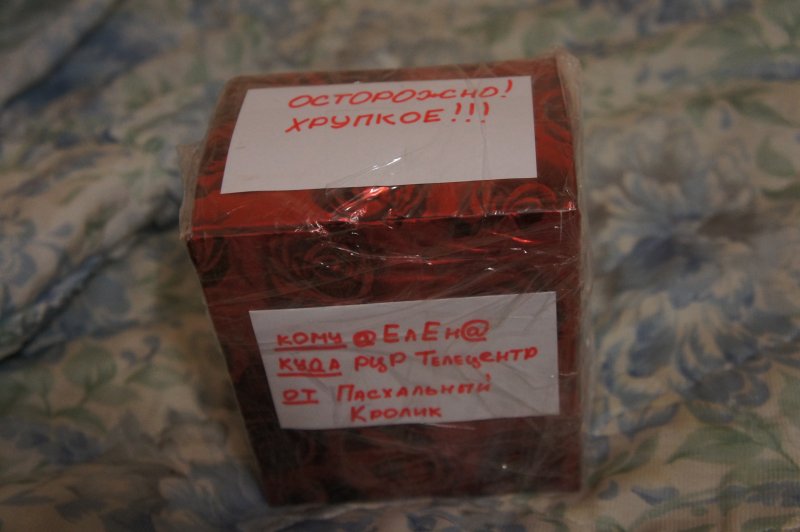 ОСТОРОЖНО!
ХРУПКОЕ!!!
КОМУ @ЕлЕн@
КУДА РЦР ТЕЛЕЦЕНТР
ОТ ПАСХАЛЬНЫЙ
КРОЛИК